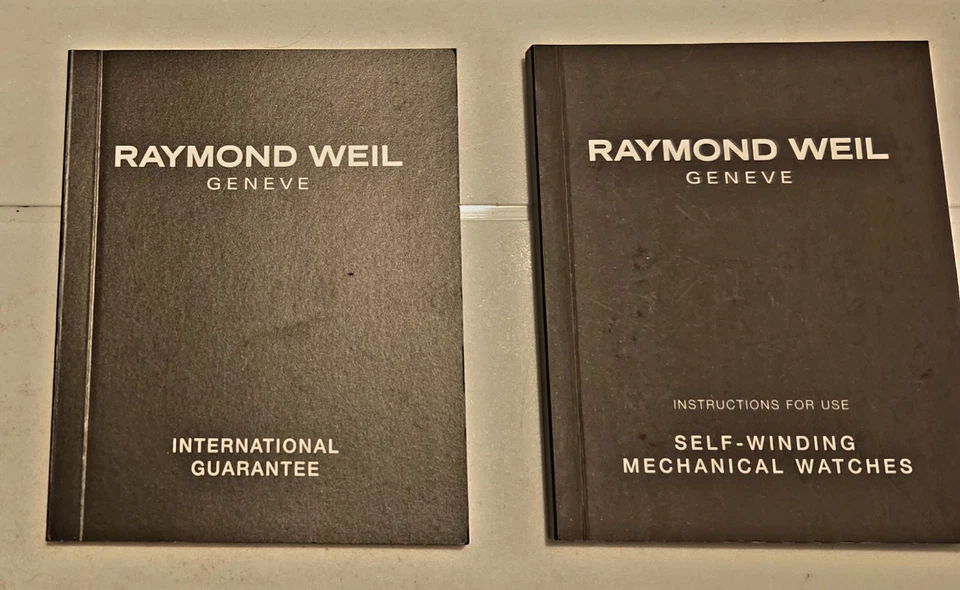 RAYMOND WEIL
GENEVE
INTERNATIONAL
GUARANTEE
RAYMOND WEIL
GENEVE
INSTRUCTIONS FOR USE
SELF-WINDING
MECHANICAL WATCHES